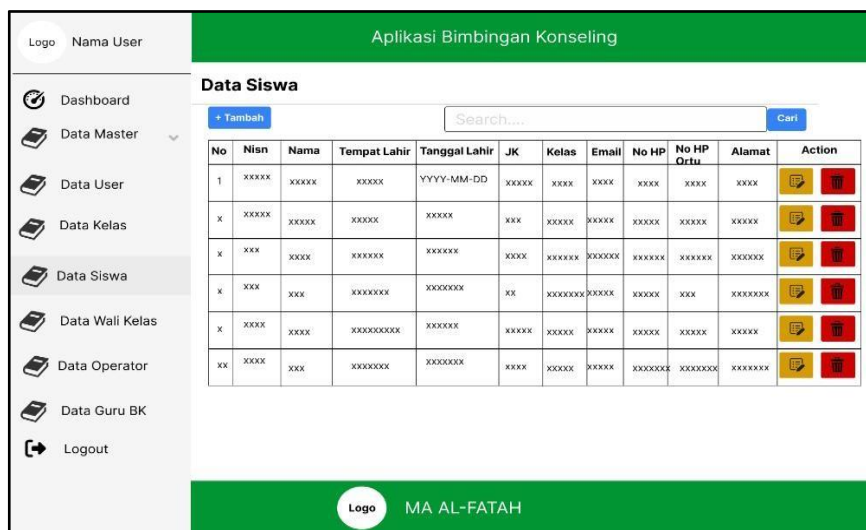 Logo Nama User
Aplikasi Bimbingan Konseling
Dashboard
Data Master
Data User
Data Kelas
Data Siswa
Data Wali Kelas
Data Operator
Data Guru BK
Logout
Data Siswa
+ Tambah Search.... Cari
No Nisn Nama Tempat Lahir Tanggal Lahir JK Kelas Email No HP No HP Ortu Alamat Action
1 xxxxx xxxxx xxxxx YYYY-MM-DD xxxxx xxxx xxxx xxxx xxxx xxxx
x xxxxx xxxxx xxxxx xxxxx xxx xxxxx xxxxx xxxxx xxxxx xxxxx
x xxx xxxx xxxxxx xxxxxx xxxx xxxxxx xxxxxx xxxxxx xxxxxx xxxxxx
x xxx xxx xxxxxxx xxxxxxx xx xxxxxxx xxxxx xxxxx xxx xxxxxxx
x xxxx xxxx xxxxxxxxx xxxxxx xxxxx xxxxx xxxxx xxxxx xxxxx xxxxx
xx xxxx xxx xxxxxxx xxxxxxx xxxx xxxxx xxxxx xxxxxxx xxxxxxx xxxxxxx
Logo MA AL-FATAH